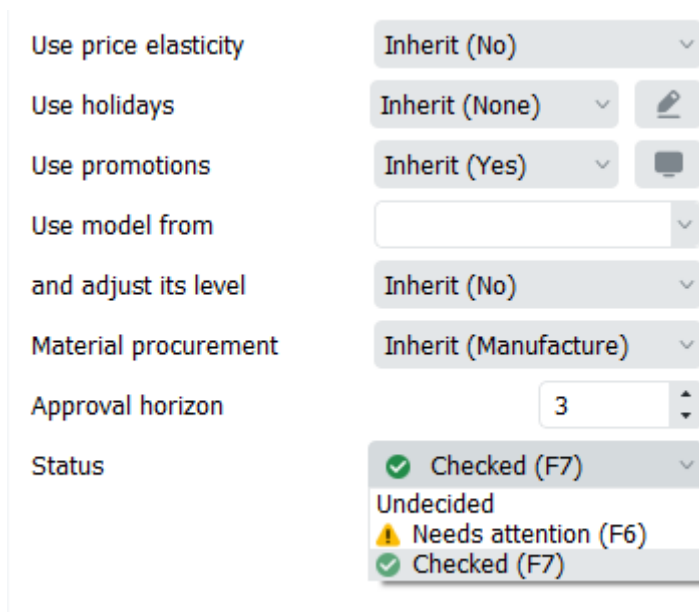 Use price elasticity Inherit (No)
Use holidays Inherit (None)
Use promotions Inherit (Yes)
Use model from
and adjust its level Inherit (No)
Material procurement Inherit (Manufacture)
Approval horizon 3
Status Checked (F7)
Undecided
Needs attention (F6)
Checked (F7)